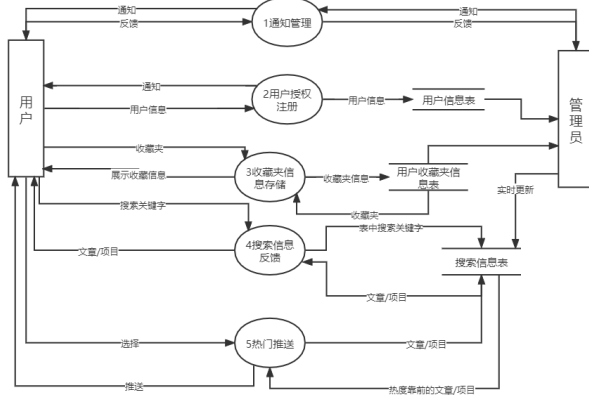 通知
通知
1通知管理
反馈
反馈
用户
管理员
通知
2用户授权
注册
用户信息
用户信息
用户信息表
收藏夹
3收藏夹信
息存储
展示收藏信息
收藏夹信息
用户收藏夹信
息表
实时更新
搜索关键字
收藏夹
表中搜索关键字
4搜索信息
反馈
文章/项目
搜索信息表
文章/项目
选择
5热门推送
文章/项目
推送
热度靠前的文章/项目